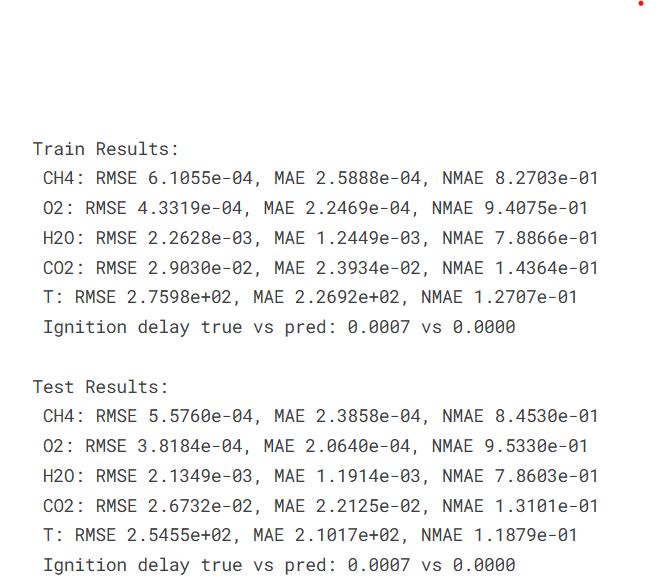 Train Results:
CH4: RMSE 6.1055e-04, MAE 2.5888e-04, NMAE 8.2703e-01
O2: RMSE 4.3319e-04, MAE 2.2469e-04, NMAE 9.4075e-01
H2O: RMSE 2.2628e-03, MAE 1.2449e-03, NMAE 7.8866e-01
CO2: RMSE 2.9030e-02, MAE 2.3934e-02, NMAE 1.4364e-01
T: RMSE 2.7598e+02, MAE 2.2692e+02, NMAE 1.2707e-01
Ignition delay true vs pred: 0.0007 vs 0.0000
Test Results:
CH4: RMSE 5.5760e-04, MAE 2.3858e-04, NMAE 8.4530e-01
O2: RMSE 3.8184e-04, MAE 2.0640e-04, NMAE 9.5330e-01
H2O: RMSE 2.1349e-03, MAE 1.1914e-03, NMAE 7.8603e-01
CO2: RMSE 2.6732e-02, MAE 2.2125e-02, NMAE 1.3101e-01
T: RMSE 2.5455e+02, MAE 2.1017e+02, NMAE 1.1879e-01
Ignition delay true vs pred: 0.0007 vs 0.0000